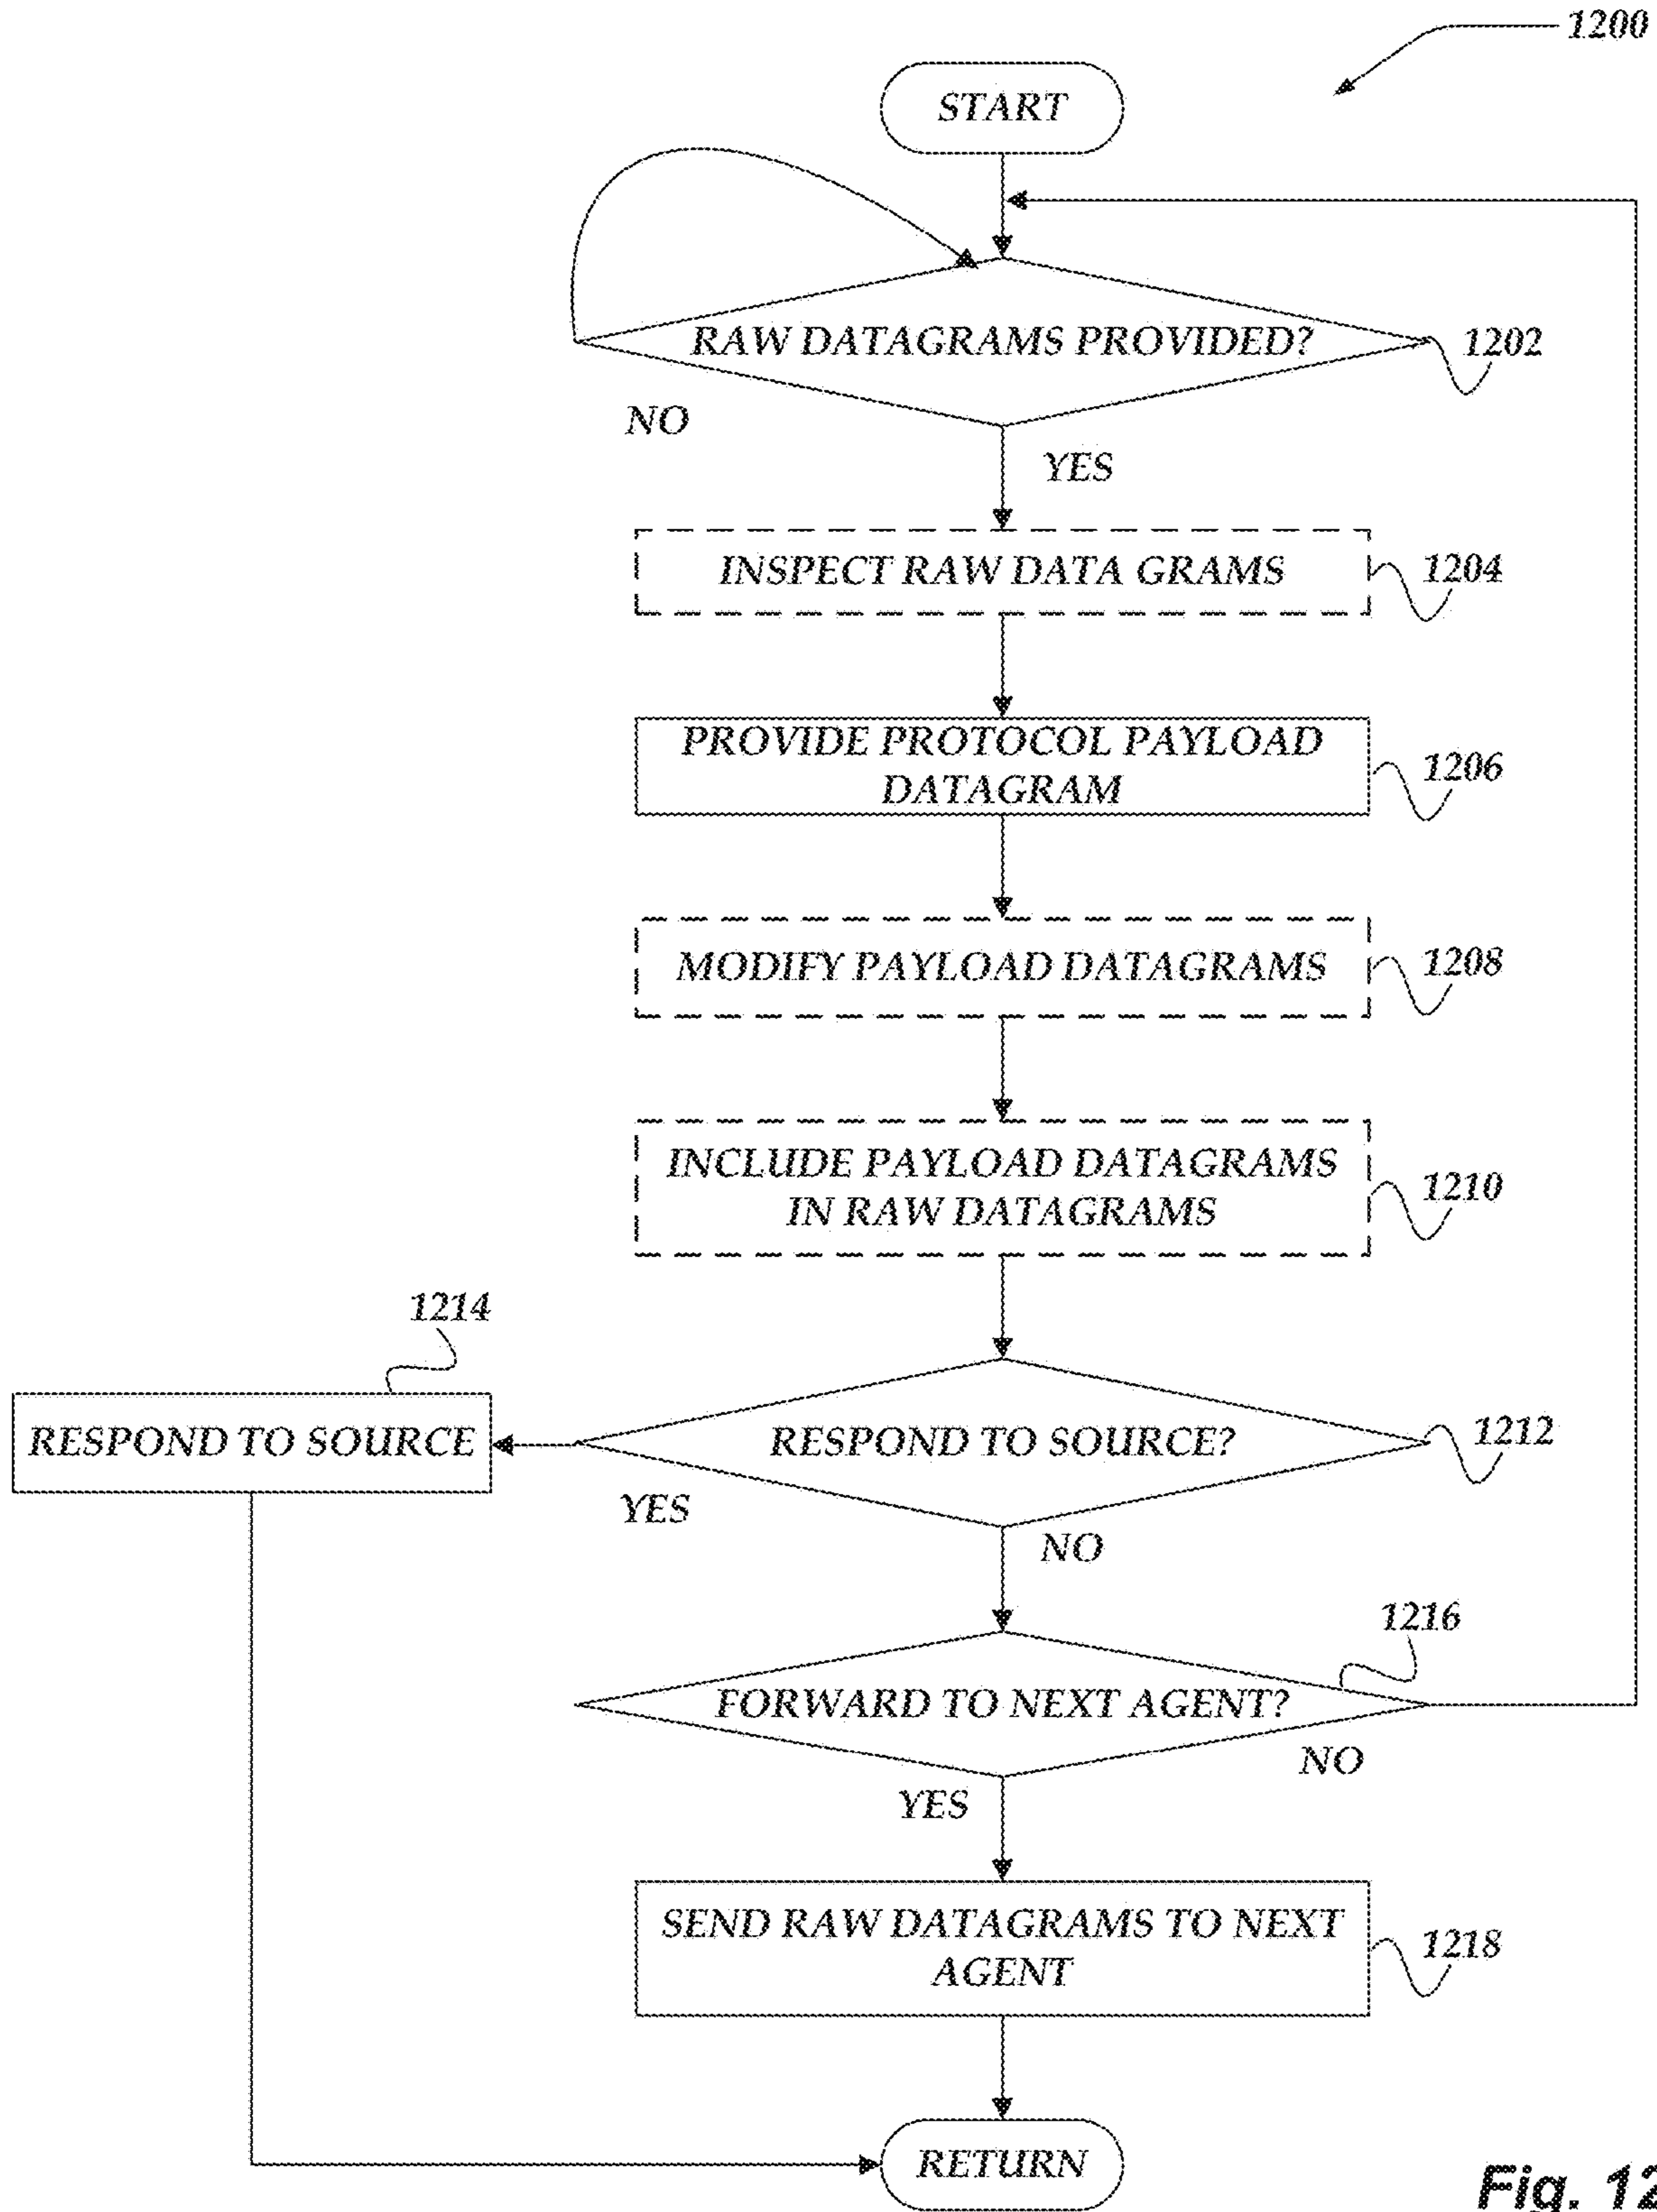 1200
START
RAW DATAGRAMS PROVIDED?
1202
NO
YES
INSPECT RAW DATA GRAMS
1204
PROVIDE PROTOCOL PAYLOAD
DATAGRAM
1206
MODIFY PAYLOAD DATAGRAMS
1208
INCLUDE PAYLOAD DATAGRAMS
IN RAW DATAGRAMS
1210
1214
RESPOND TO SOURCE
RESPOND TO SOURCE?
1212
YES
NO
1216
FORWARD TO NEXT AGENT?
NO
YES
SEND RAW DATAGRAMS TO NEXT
AGENT
1218
RETURN
Fig. 12